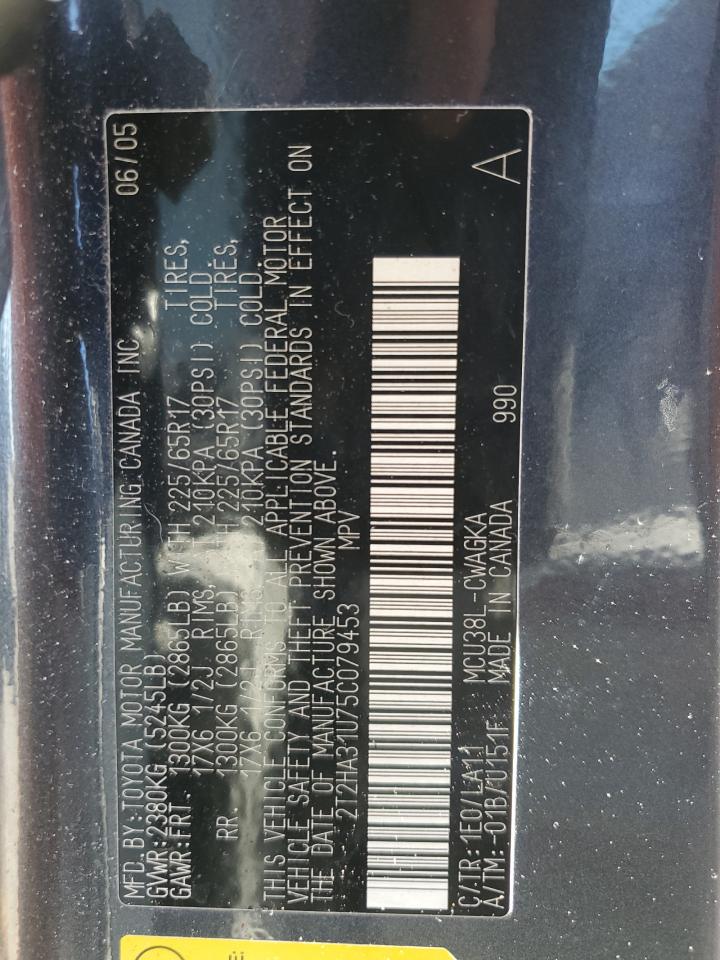 MFD. BY:TOYOTA MOTOR MANUFACTURING CANADA INC. 06/05
GVWR:2380KG (5245LB)
GAWR:FRT. 1300KG (2865LB) WITH 225/65R17 TIRES,
17X6 1/2J RIMS, 210KPA (30PSI) COLD.
RR. 1300KG (2865LB) 225/65R17 TIRES,
17X6 1/2J RIMS, 210KPA (30PSI) COLD.
THIS VEHICLE CONFORMS TO ALL APPLICABLE FEDERAL MOTOR
VEHICLE SAFETY AND THEFT PREVENTION STANDARDS IN EFFECT ON
THE DATE OF MANUFACTURE SHOWN ABOVE.
2T2HA31U75C079453 MPV
C/TR:1E0/LA11 MCU38L-CWAGKA
A/TM:-01B/U151F MADE IN CANADA 990 A